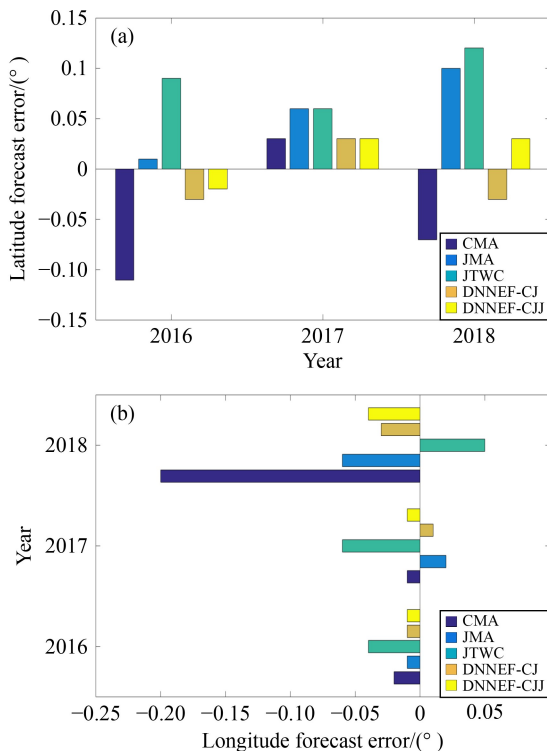 (a)
Latitude forecast error/(°)
0.15
0.1
0.05
0
−0.05
−0.10
−0.15
2016
2017
2018
Year
CMA
JMA
JTWC
DNNEF-CJ
DNNEF-CJJ
(b)
Year
2018
2017
2016
CMA
JMA
JTWC
DNNEF-CJ
DNNEF-CJJ
−0.25
−0.20
−0.15
−0.10
−0.05
0
0.05
Longitude forecast error/(°)